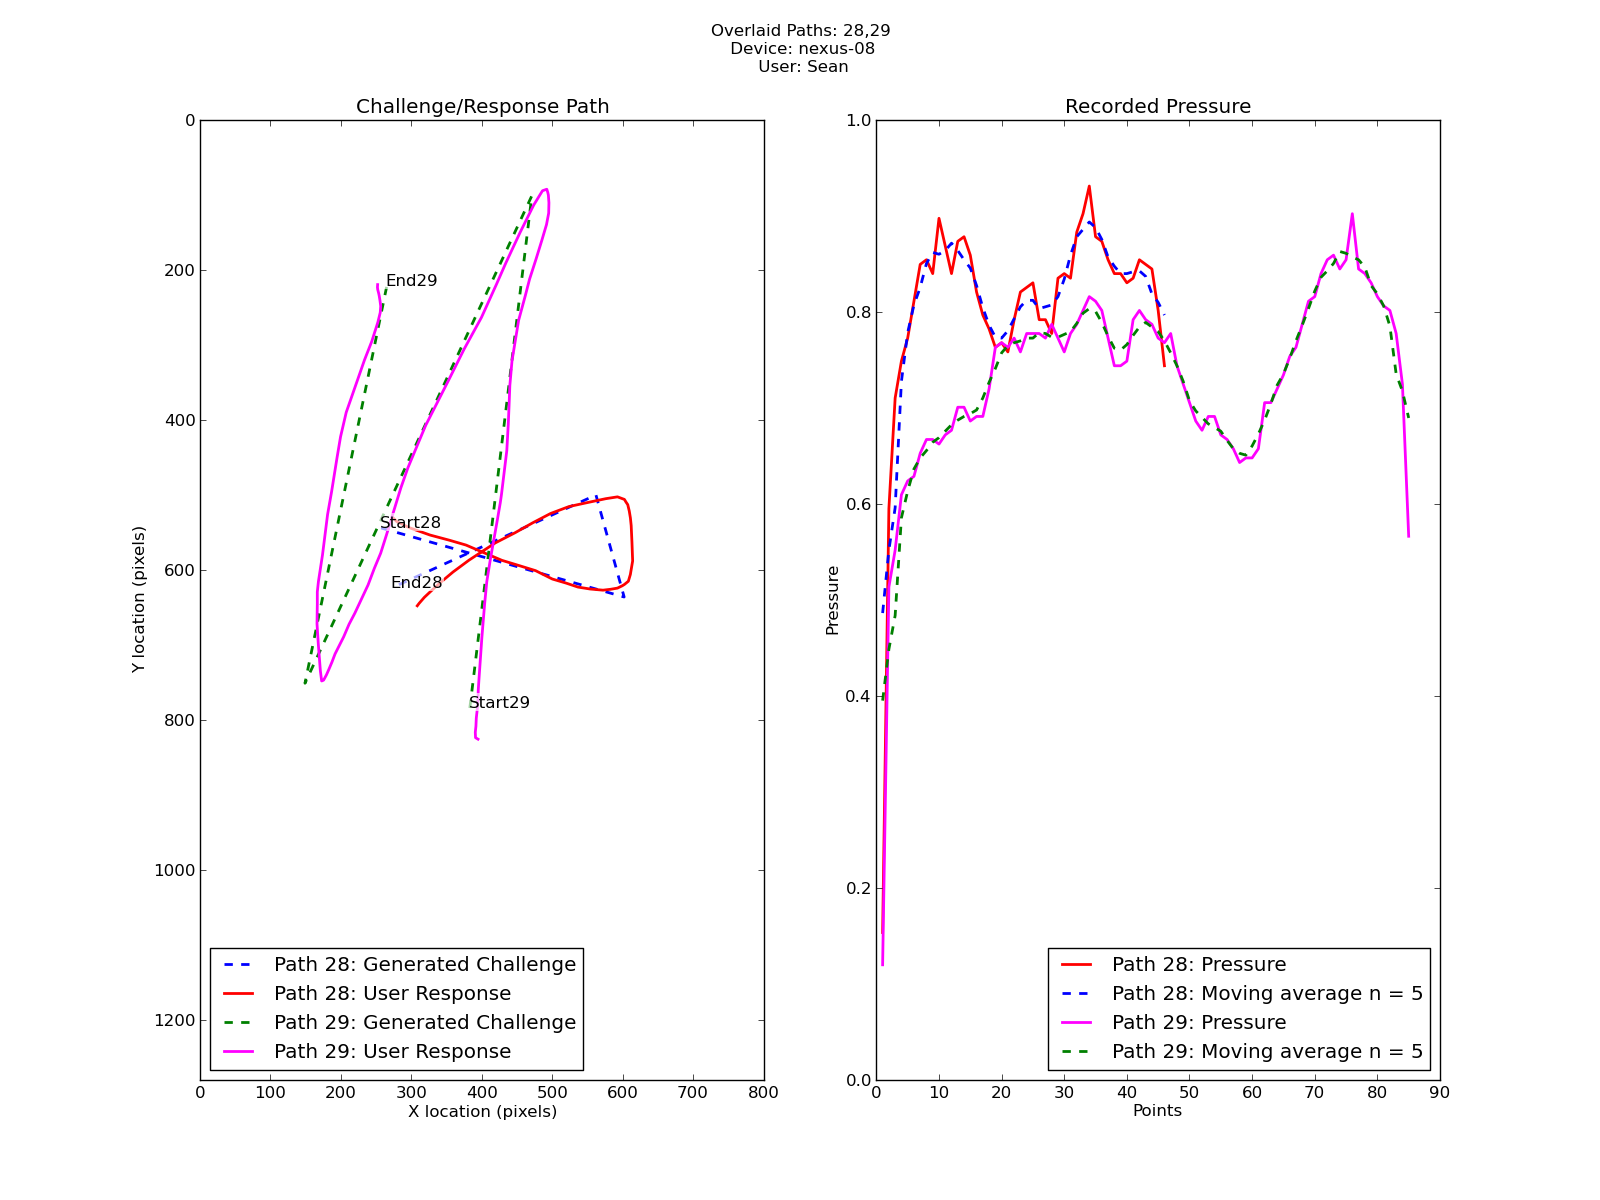 Overlaid Paths: 28,29
Device: nexus-08
User: Sean
Challenge/Response Path
0
200
400
600
800
1000
1200
Y location (pixels)
End29
Start28
End28
Start29
Path 28: Generated Challenge
Path 28: User Response
Path 29: Generated Challenge
Path 29: User Response
0 100 200 300 400 500 600 700 800
X location (pixels)
Recorded Pressure
1.0
0.8
0.6
0.4
0.2
0.0
Pressure
Path 28: Pressure
Path 28: Moving average n = 5
Path 29: Pressure
Path 29: Moving average n = 5
0 10 20 30 40 50 60 70 80 90
Points